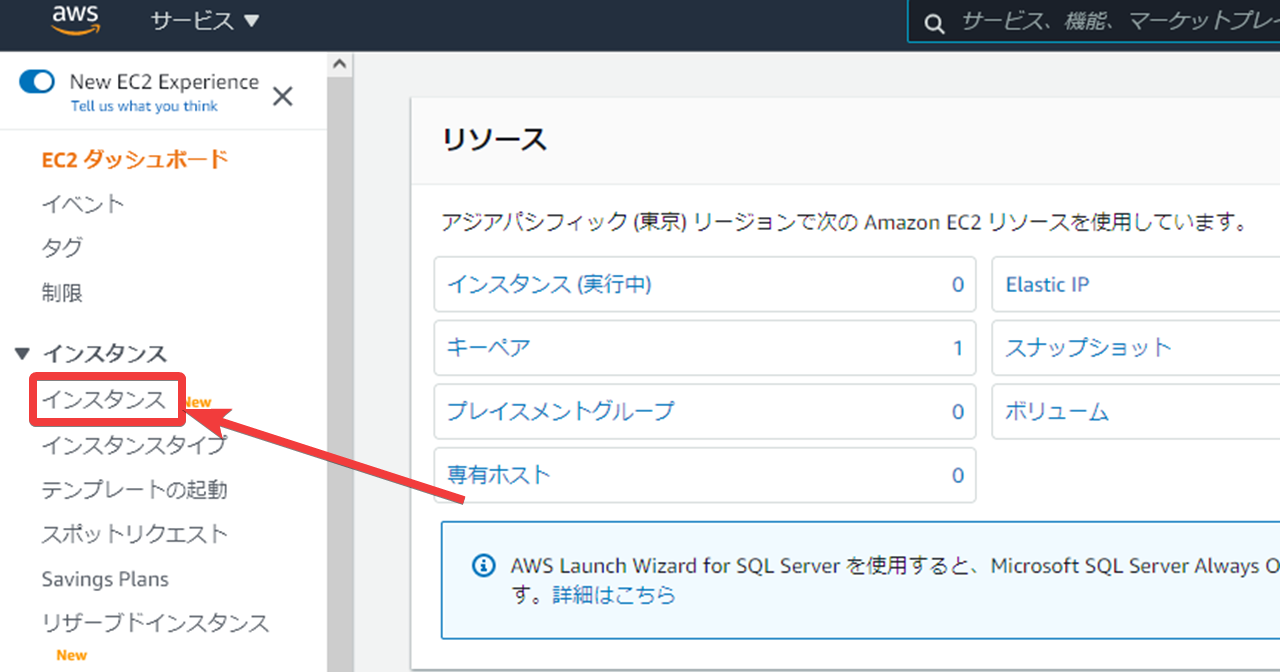 aws
サービス ▼
サービス、機能、マーケットプレイ
New EC2 Experience
Tell us what you think
EC2 ダッシュボード
イベント
タグ
制限
▼ インスタンス
インスタンス New
インスタンスタイプ
テンプレートの起動
スポットリクエスト
Savings Plans
リザーブドインスタンス
New
リソース
アジアパシフィック (東京) リージョンで次の Amazon EC2 リソースを使用しています。
インスタンス (実行中) 0
Elastic IP
キーペア 1
スナップショット
プレイスメントグループ 0
ボリューム
専有ホスト 0
AWS Launch Wizard for SQL Server を使用すると、Microsoft SQL Server Always O
す。詳細はこちら